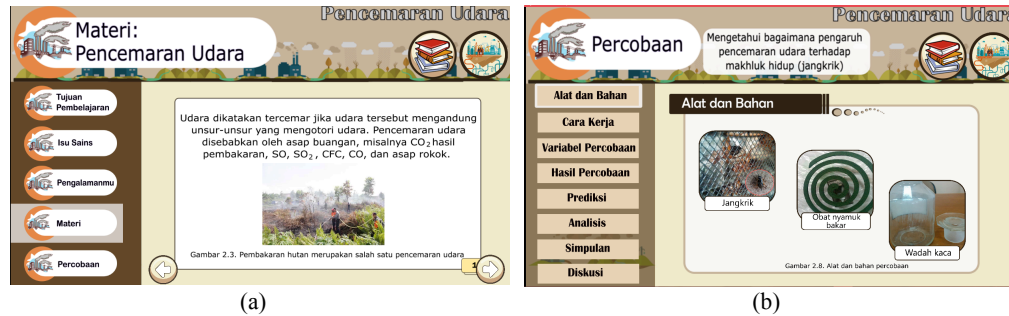 Pencemaran Udara
Materi:
Pencemaran Udara
Tujuan
Pembelajaran
Isu Sains
Pengalamanmu
Materi
Percobaan
Udara dikatakan tercemar jika udara tersebut mengandung
unsur-unsur yang mengotori udara. Pencemaran udara
disebabkan oleh asap buangan, misalnya CO₂ hasil
pembakaran, SO, SO₂ , CFC, CO, dan asap rokok.
Gambar 2.3. Pembakaran hutan merupakan salah satu pencemaran udara
1
(a)
Pencemaran Udara
Percobaan
Mengetahui bagaimana pengaruh
pencemaran udara terhadap
makhluk hidup (jangkrik)
Alat dan Bahan
Cara Kerja
Variabel Percobaan
Hasil Percobaan
Prediksi
Analisis
Simpulan
Diskusi
Alat dan Bahan
Jangkrik
Obat nyamuk
bakar
Wadah kaca
Gambar 2.8. Alat dan bahan percobaan
(b)